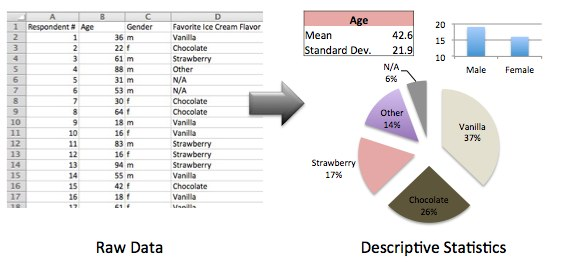 A B C D
1 Respondent # Age Gender Favorite Ice Cream Flavor
2 1 36 m Vanilla
3 2 22 f Chocolate
4 3 61 m Strawberry
5 4 88 m Other
6 5 31 m N/A
7 6 53 m N/A
8 7 30 f Chocolate
9 8 64 f Chocolate
10 9 18 m Vanilla
11 10 16 f Vanilla
12 11 83 m Strawberry
13 12 16 f Strawberry
14 13 94 m Strawberry
15 14 55 m Vanilla
16 15 42 f Chocolate
17 16 18 f Vanilla
18 17 61 f Vanilla
Raw Data
Age
Mean 42.6
Standard Dev. 21.9
20
15
10
Male Female
N/A
6%
Other
14%
Vanilla
37%
Strawberry
17%
Chocolate
26%
Descriptive Statistics